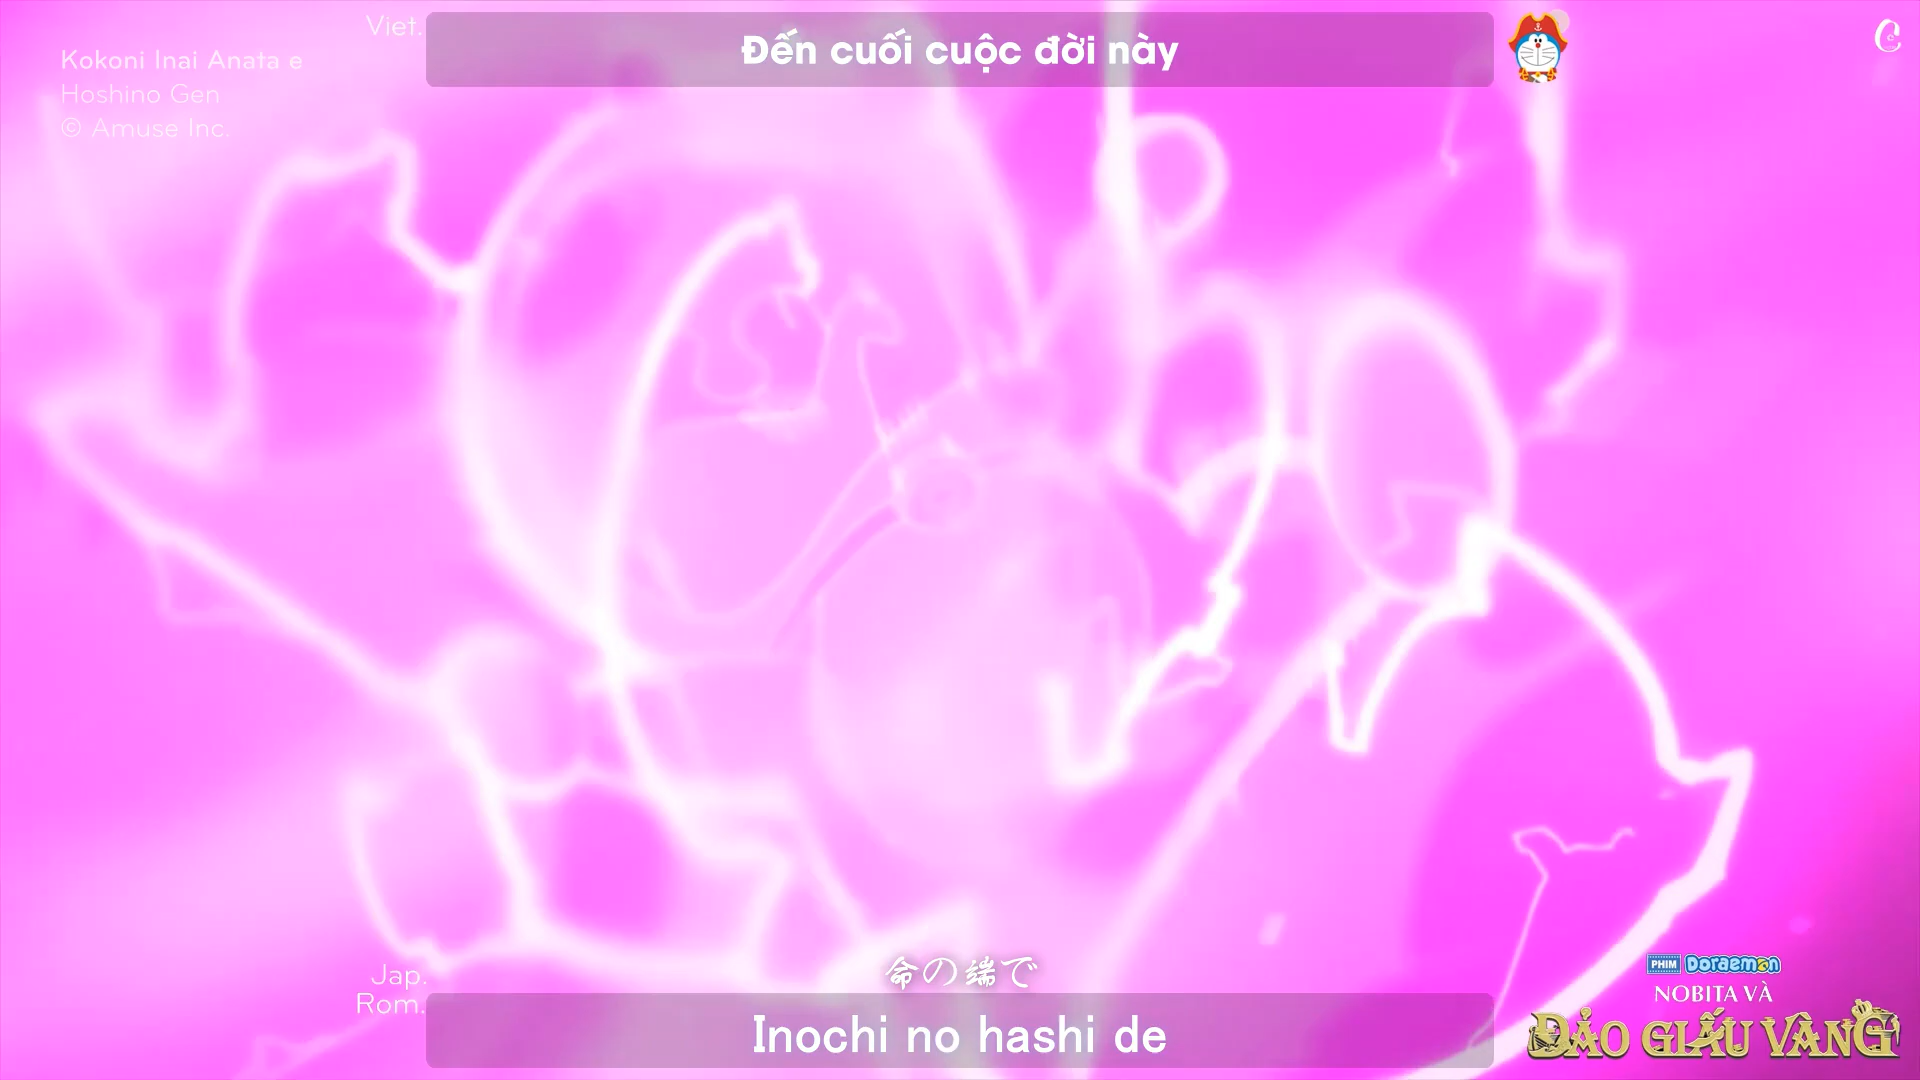 Viet.
Đến cuối cuộc đời này
Kokoni Inai Anata e
Hoshino Gen
© Amuse Inc.
Jap.
命の端で
Rom.
Inochi no hashi de
PHIM Doraemon
NOBITA VÀ
ĐẢO GIẤU VÀNG